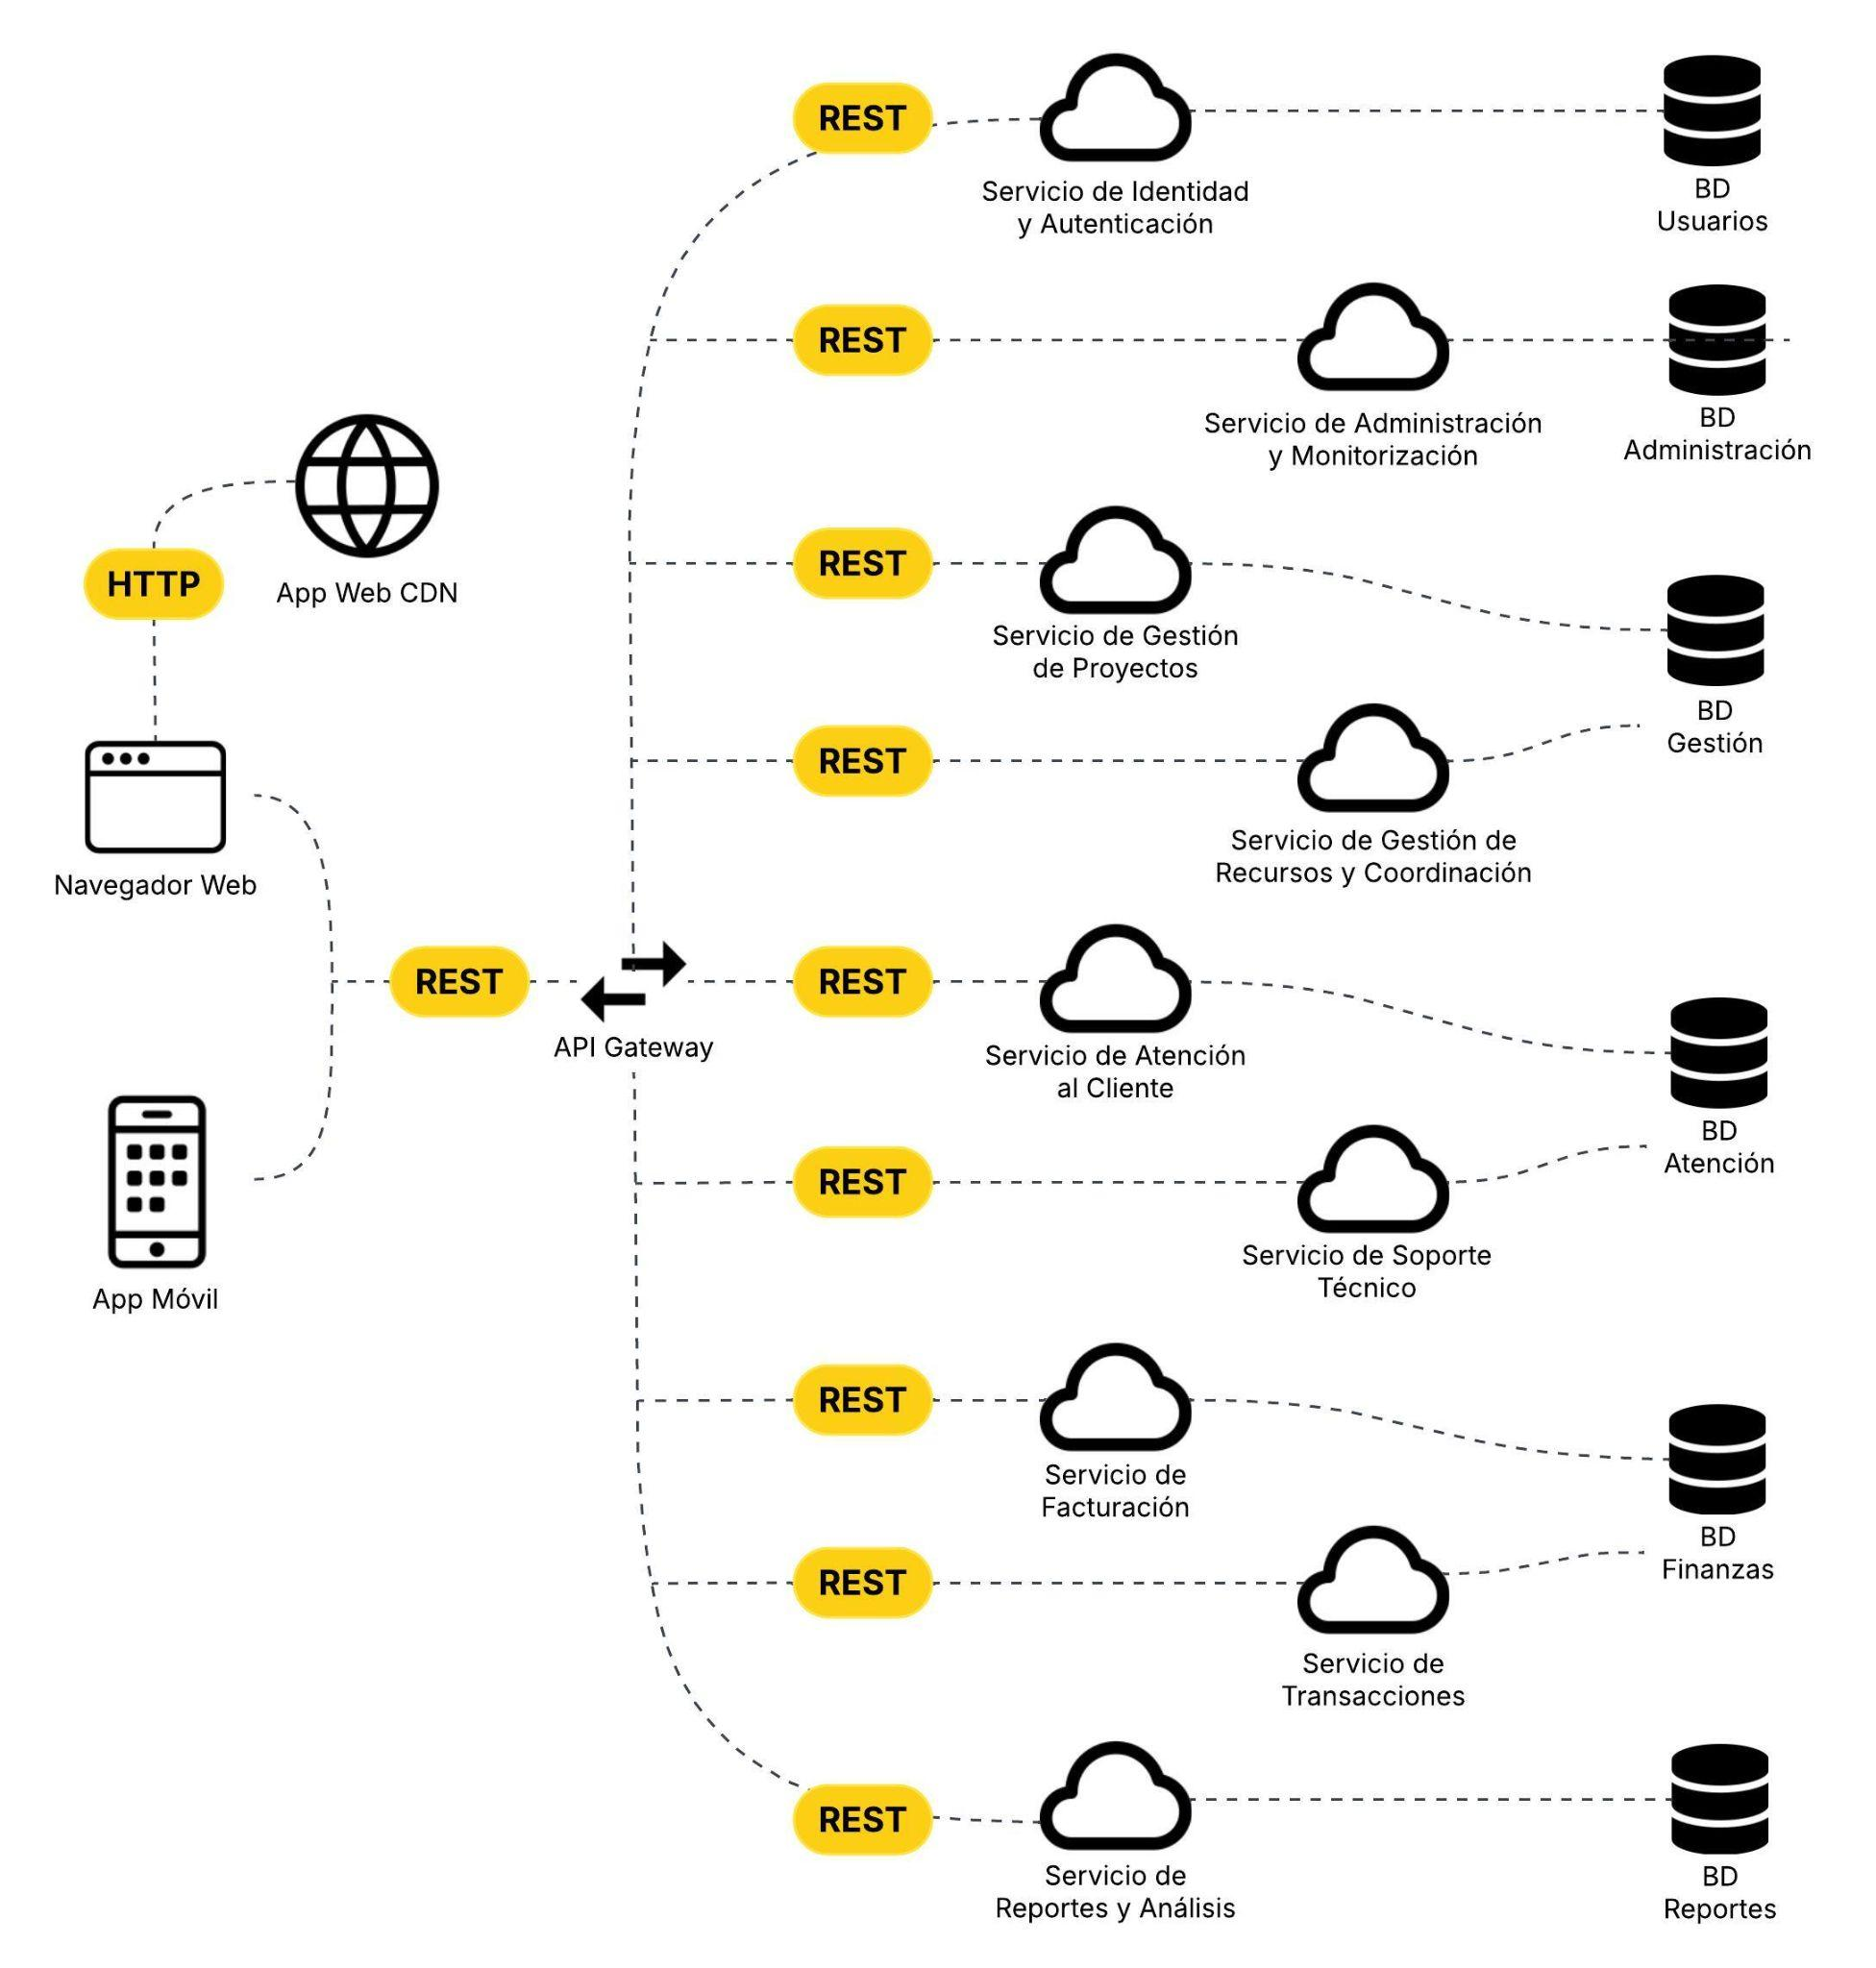 REST
Servicio de Identidad
y Autenticación
BD
Usuarios
REST
Servicio de Administración
y Monitorización
BD
Administración
HTTP
App Web CDN
REST
Servicio de Gestión
de Proyectos
BD
Gestión
Navegador Web
REST
Servicio de Gestión de
Recursos y Coordinación
REST
API Gateway
REST
Servicio de Atención
al Cliente
BD
Atención
App Móvil
REST
Servicio de Soporte
Técnico
REST
Servicio de
Facturación
BD
Finanzas
REST
Servicio de
Transacciones
REST
Servicio de
Reportes y Análisis
BD
Reportes